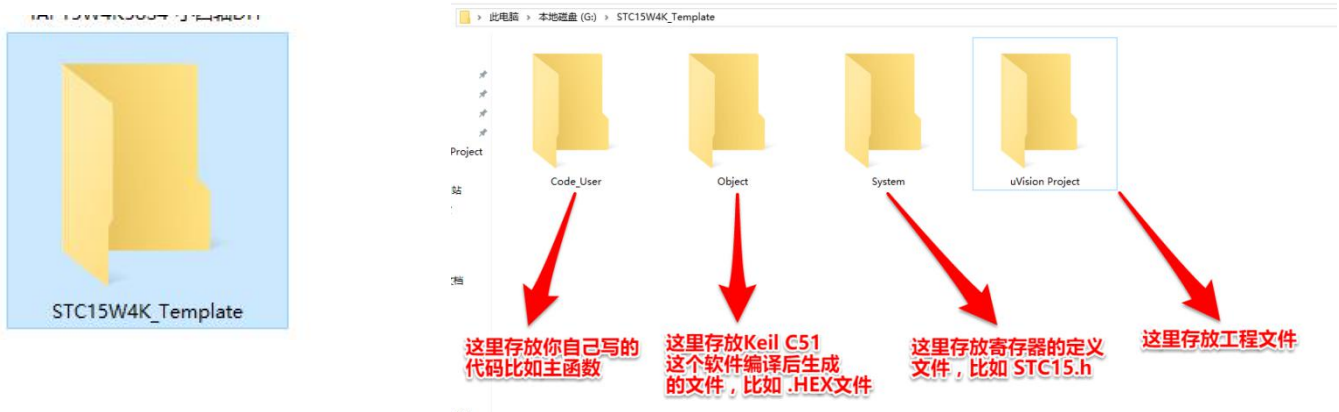 STC15W4K_Template
此电脑 › 本地磁盘 (G:) › STC15W4K_Template
Project
站
Code_User
Object
System
uVision Project
这里存放你自己写的
代码比如主函数
这里存放Keil C51
这个软件编译后生成
的文件，比如 .HEX文件
这里存放寄存器的定义
文件，比如 STC15.h
这里存放工程文件